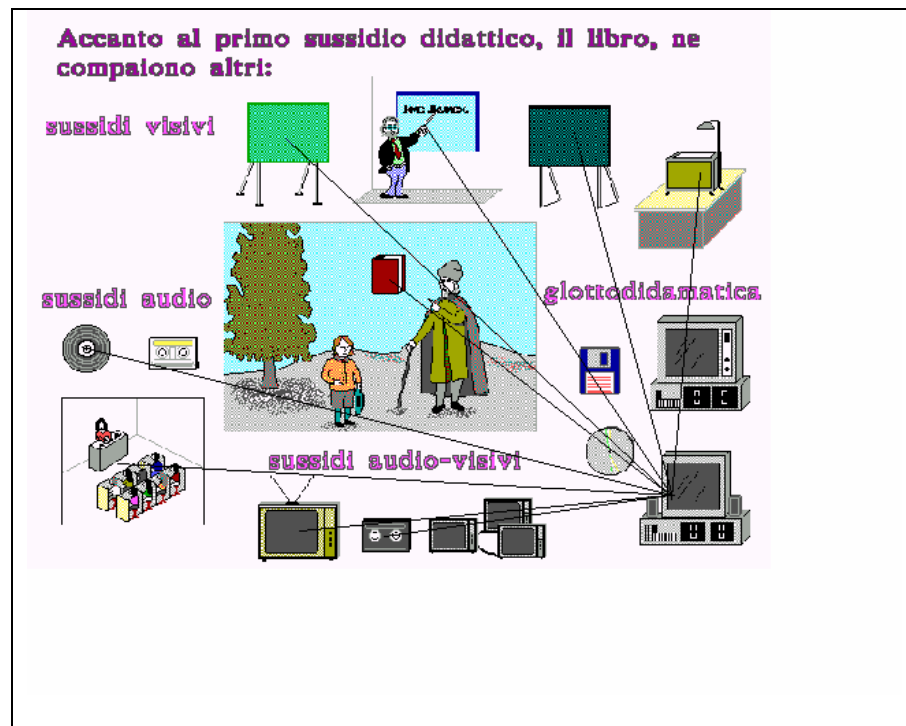 Accanto al primo sussidio didattico, il libro, ne
compaiono altri:
sussidi visivi
sussidi audio
glottodidamatica
sussidi audio-visivi